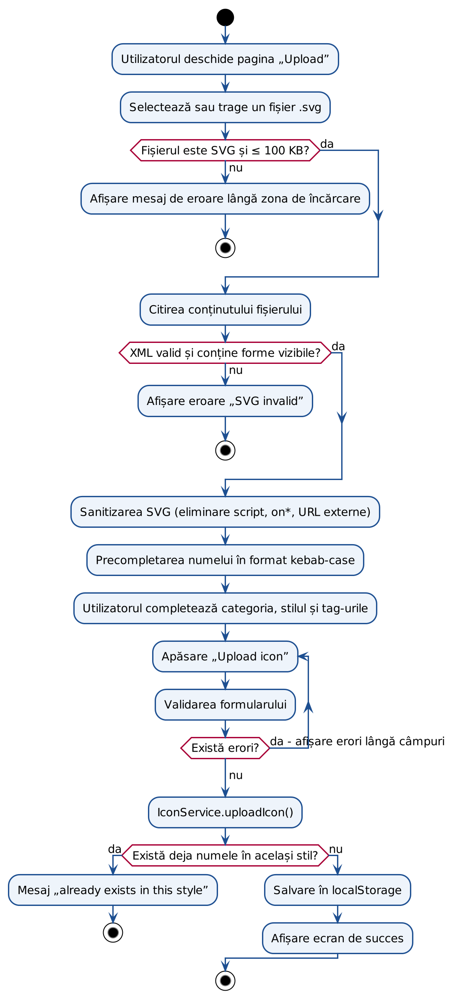 Utilizatorul deschide pagina „Upload”
Selectează sau trage un fișier .svg
Fișierul este SVG și ≤ 100 KB?
da
nu
Afișare mesaj de eroare lângă zona de încărcare
Citirea conținutului fișierului
XML valid și conține forme vizibile?
da
nu
Afișare eroare „SVG invalid”
Sanitizarea SVG (eliminare script, on*, URL externe)
Precompletarea numelui în format kebab-case
Utilizatorul completează categoria, stilul și tag-urile
Apăsare „Upload icon”
Validarea formularului
Există erori?
da - afișare erori lângă câmpuri
nu
IconService.uploadIcon()
da
Există deja numele în același stil?
nu
Mesaj „already exists in this style”
Salvare în localStorage
Afișare ecran de succes